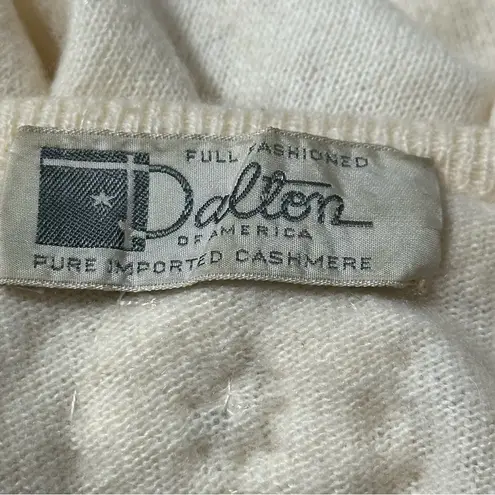 FULL FASHIONED
Dalton
OF AMERICA
PURE IMPORTED CASHMERE